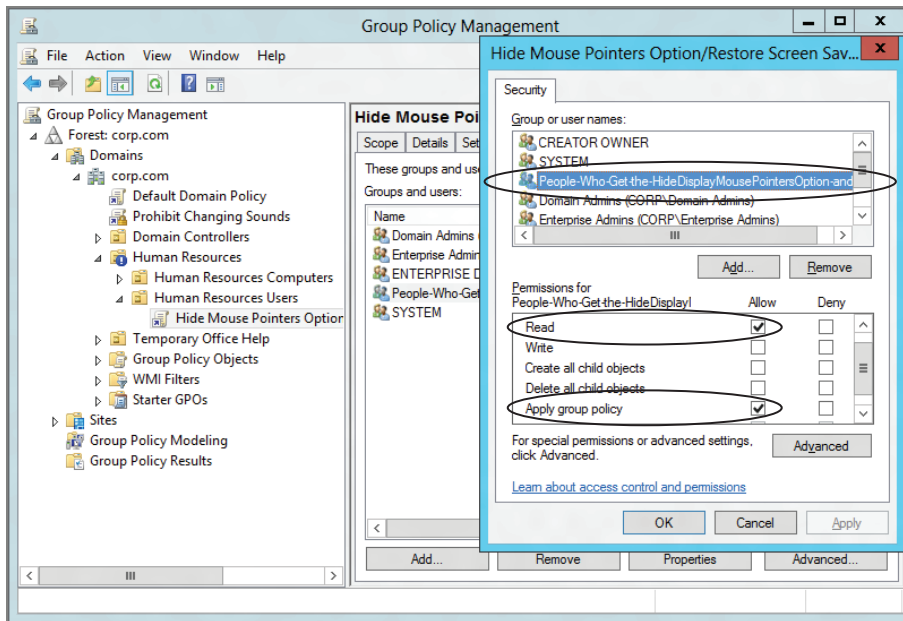 Group Policy Management
File Action View Window Help
Group Policy Management
Forest: corp.com
Domains
corp.com
Default Domain Policy
Prohibit Changing Sounds
Domain Controllers
Human Resources
Human Resources Computers
Human Resources Users
Hide Mouse Pointers Option
Temporary Office Help
Group Policy Objects
WMI Filters
Starter GPOs
Sites
Group Policy Modeling
Group Policy Results
Hide Mouse Poi
Scope Details Set
These groups and use
Groups and users:
Name
Domain Admins
Enterprise Admin
ENTERPRISE D
People-Who-Get
SYSTEM
Add... Remove Properties Advanced...
Hide Mouse Pointers Option/Restore Screen Sav...
Security
Group or user names:
CREATOR OWNER
SYSTEM
People-Who-Get-the-HideDisplayMousePointersOption-and
Domain Admins (CORP\Domain Admins)
Enterprise Admins (CORP\Enterprise Admins)
Add... Remove
Permissions for
People-Who-Get-the-HideDisplayI Allow Deny
Read
Write
Create all child objects
Delete all child objects
Apply group policy
For special permissions or advanced settings,
click Advanced.
Advanced
Learn about access control and permissions
OK Cancel Apply